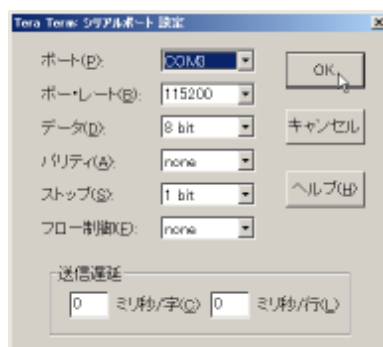 Tera Term: シリアルポート 設定
ポート(P): COM3 OK
ボー・レート(B): 115200
データ(D): 8 bit キャンセル
パリティ(A): none
ストップ(S): 1 bit ヘルプ(H)
フロー制御(F): none
送信遅延
0 ミリ秒/字(C) 0 ミリ秒/行(L)